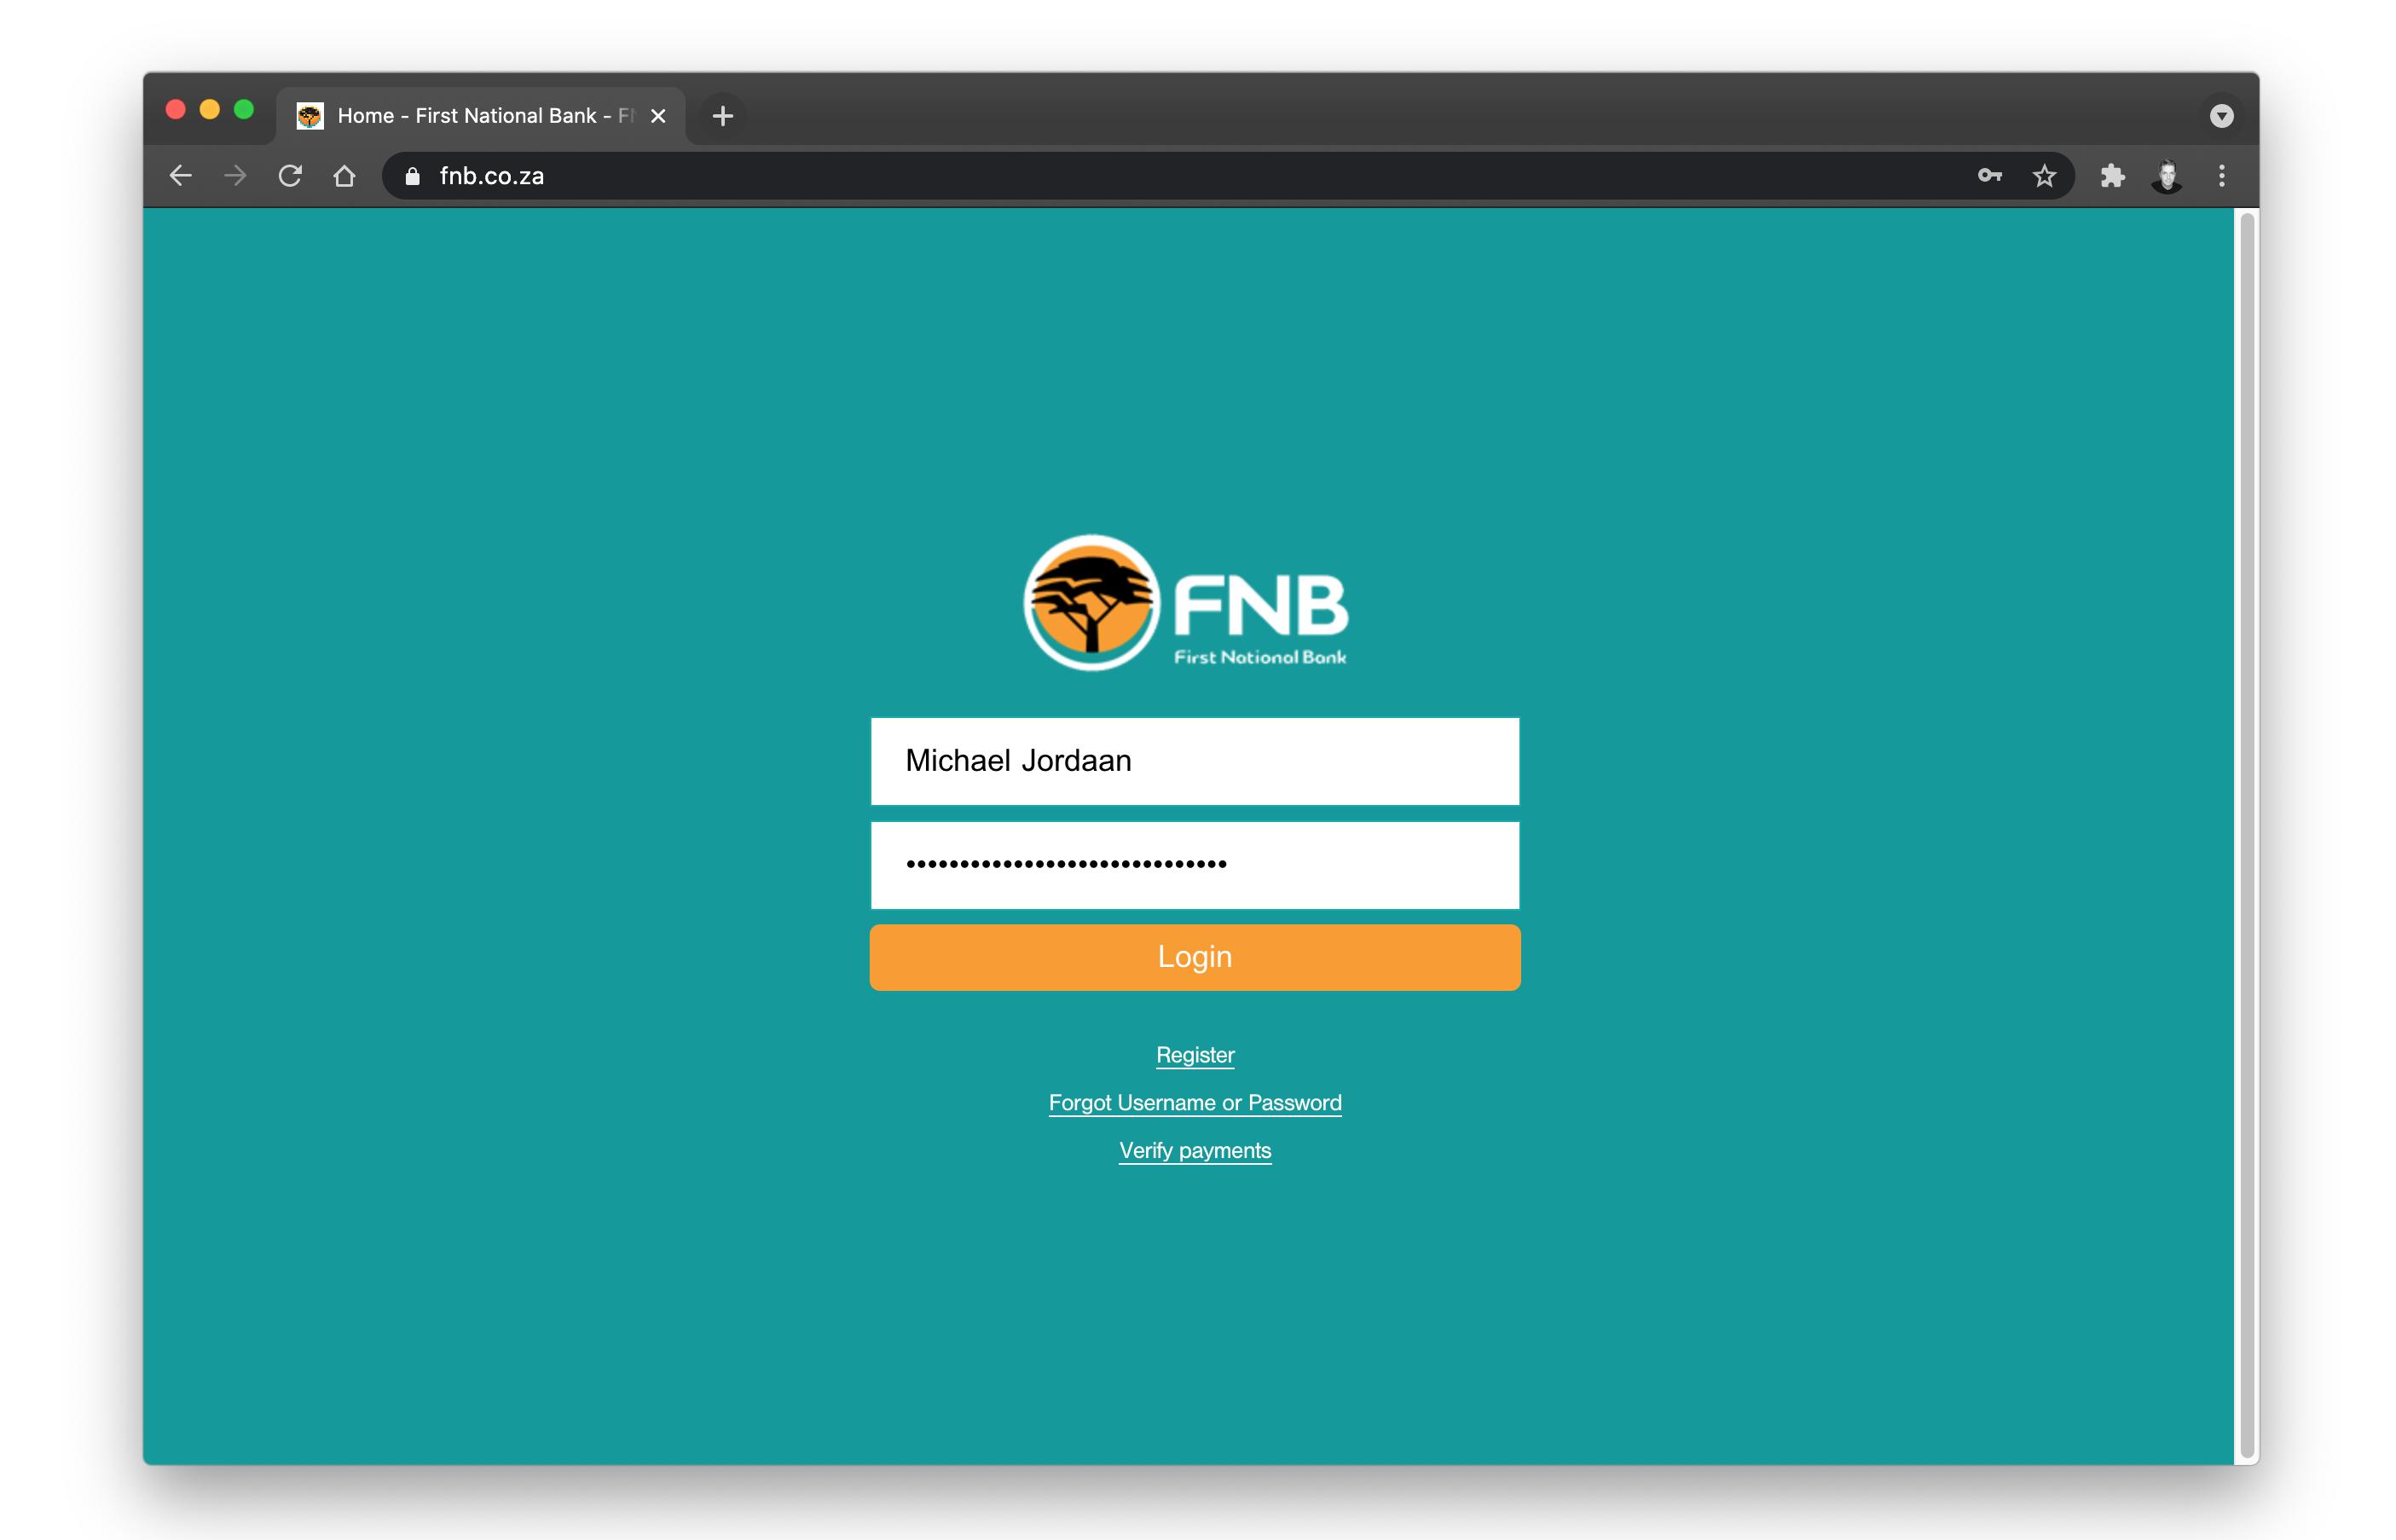 Home - First National Bank - FN
fnb.co.za
FNB
First National Bank
Michael Jordaan
Login
Register
Forgot Username or Password
Verify payments